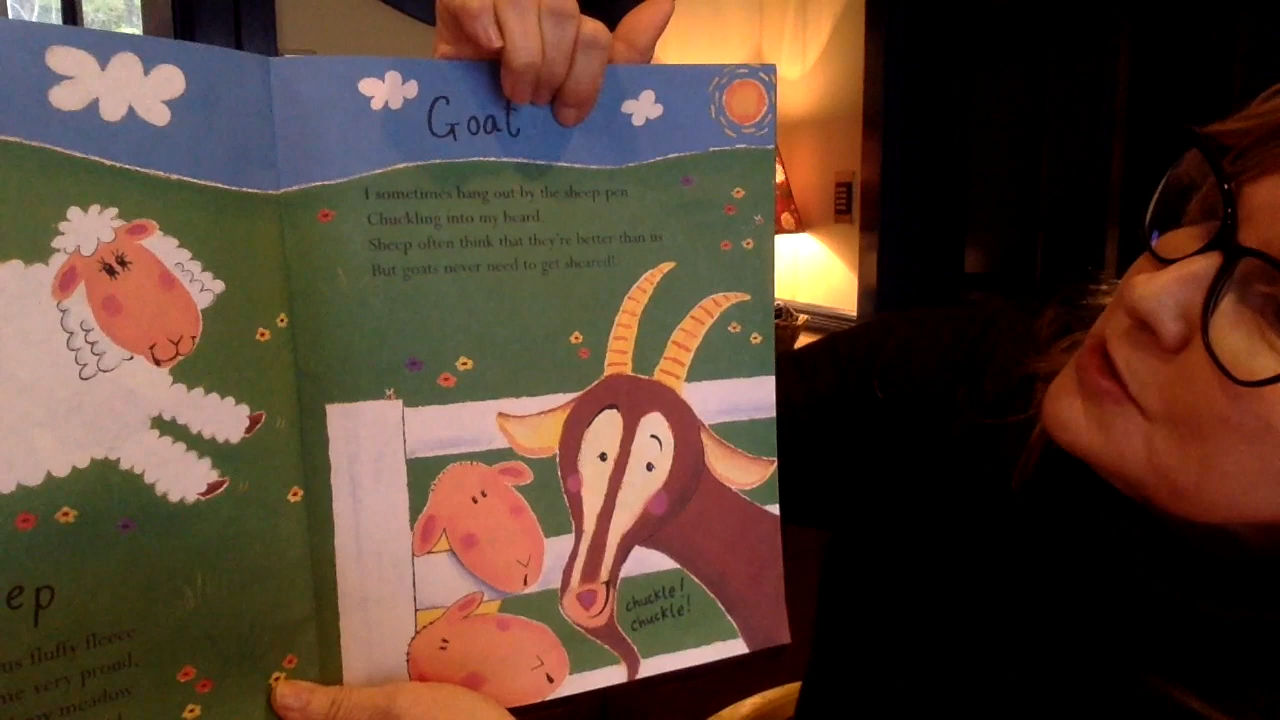 Goat
I sometimes hang out by the sheep pen
Chuckling into my beard.
Sheep often think that they're better than us
But goats never need to get sheared!
chuckle!
chuckle!
ep
us fluffy fleece
me very proud,
meadow